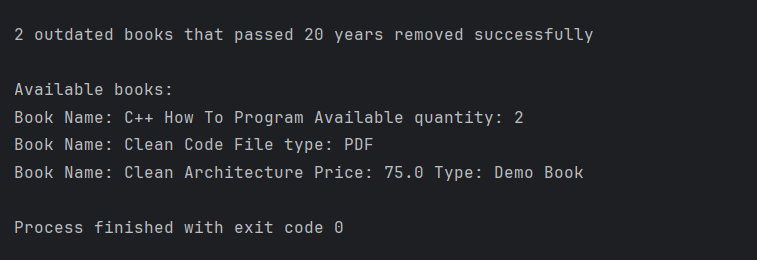 2 outdated books that passed 20 years removed successfully
Available books:
Book Name: C++ How To Program Available quantity: 2
Book Name: Clean Code File type: PDF
Book Name: Clean Architecture Price: 75.0 Type: Demo Book
Process finished with exit code 0